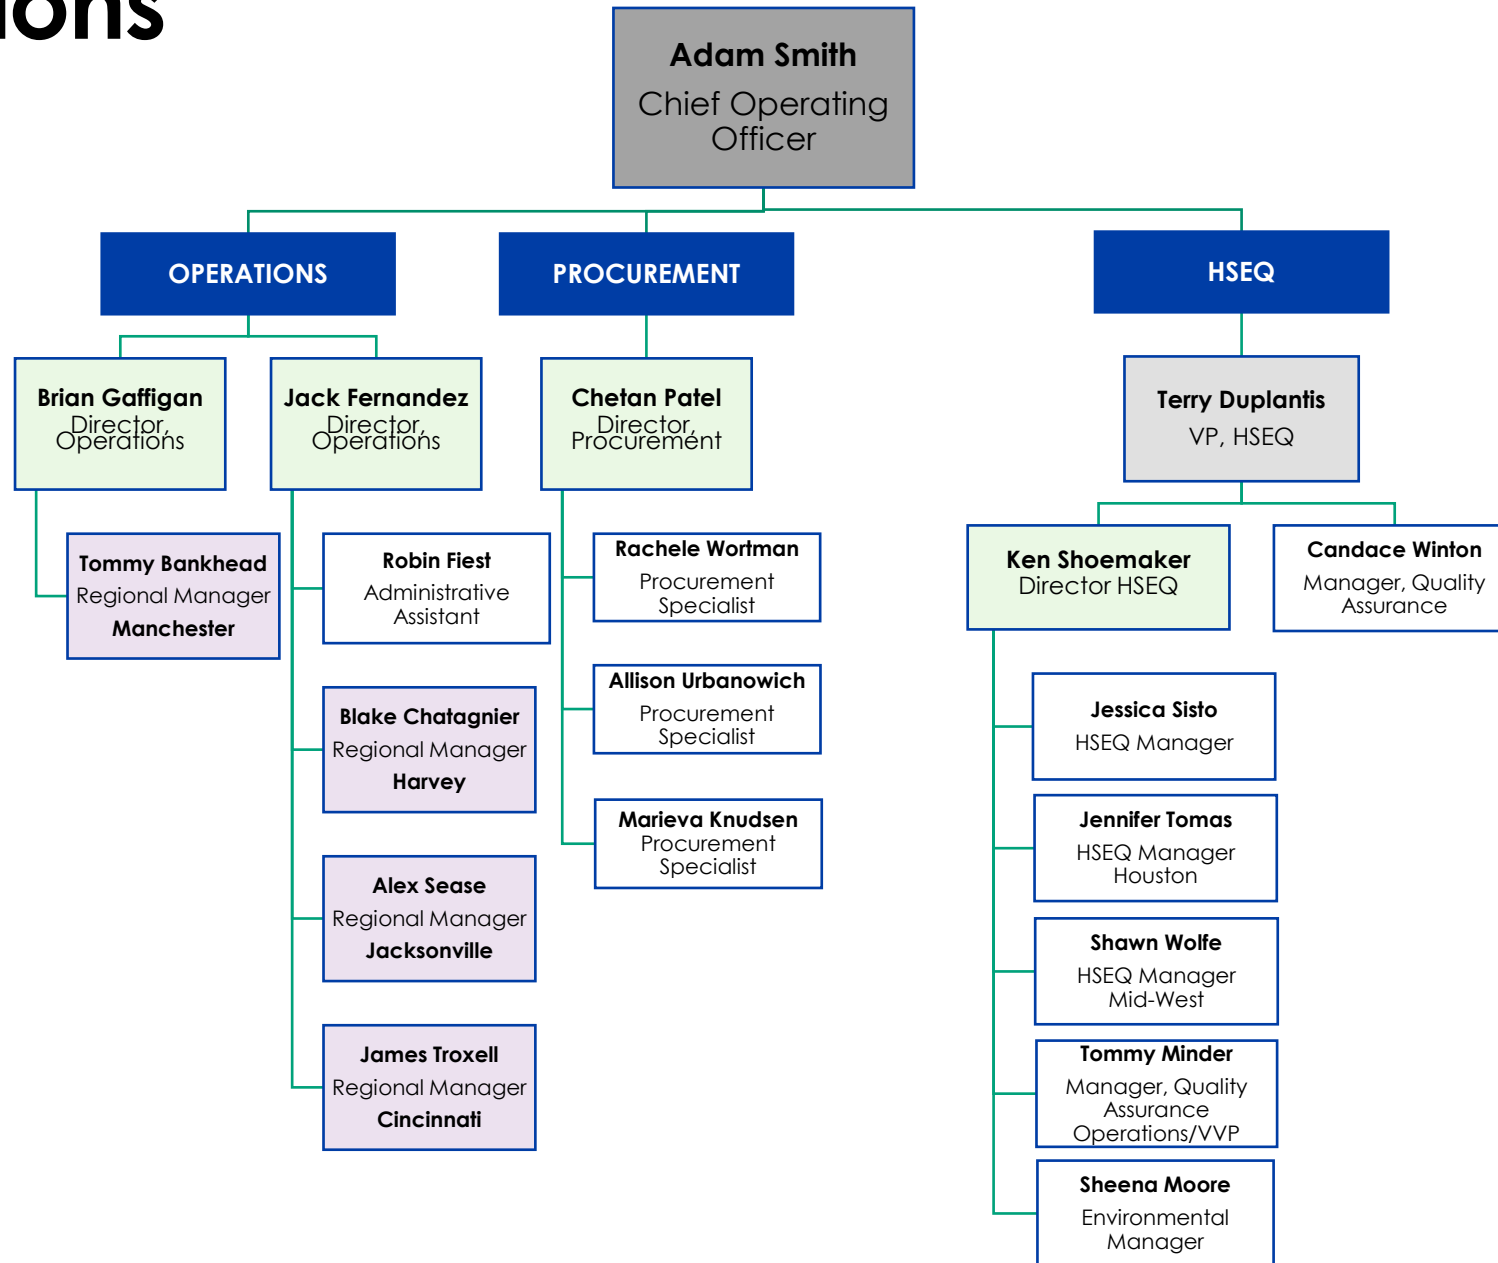 ions
Adam Smith
Chief Operating
Officer
OPERATIONS
PROCUREMENT
HSEQ
Brian Gaffigan
Director,
Operations
Jack Fernandez
Director,
Operations
Chetan Patel
Director,
Procurement
Terry Duplantis
VP, HSEQ
Tommy Bankhead
Regional Manager
Manchester
Robin Fiest
Administrative
Assistant
Blake Chatagnier
Regional Manager
Harvey
Alex Sease
Regional Manager
Jacksonville
James Troxell
Regional Manager
Cincinnati
Rachele Wortman
Procurement
Specialist
Allison Urbanowich
Procurement
Specialist
Marieva Knudsen
Procurement
Specialist
Ken Shoemaker
Director HSEQ
Candace Winton
Manager, Quality
Assurance
Jessica Sisto
HSEQ Manager
Jennifer Tomas
HSEQ Manager
Houston
Shawn Wolfe
HSEQ Manager
Mid-West
Tommy Minder
Manager, Quality
Assurance
Operations/VVP
Sheena Moore
Environmental
Manager